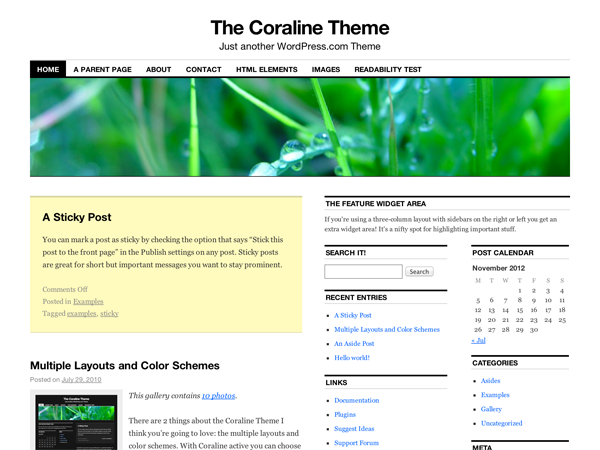 The Coraline Theme
Just another WordPress.com Theme
HOME A PARENT PAGE ABOUT CONTACT HTML ELEMENTS IMAGES READABILITY TEST
A Sticky Post
You can mark a post as sticky by checking the option that says “Stick this
post to the front page” in the Publish settings on any post. Sticky posts
are great for short but important messages you want to stay prominent.
Comments Off
Posted in Examples
Tagged examples, sticky
Multiple Layouts and Color Schemes
Posted on July 29, 2010
The Coraline Theme
This gallery contains 10 photos.
There are 2 things about the Coraline Theme I
think you’re going to love: the multiple layouts and
color schemes. With Coraline active you can choose
THE FEATURE WIDGET AREA
If you’re using a three-column layout with sidebars on the right or left you get an
extra widget area! It’s a nifty spot for highlighting important stuff.
SEARCH IT!
Search
RECENT ENTRIES
A Sticky Post
Multiple Layouts and Color Schemes
An Aside Post
Hello world!
LINKS
Documentation
Plugins
Suggest Ideas
Support Forum
POST CALENDAR
November 2012
M T W T F S S
1 2 3 4
5 6 7 8 9 10 11
12 13 14 15 16 17 18
19 20 21 22 23 24 25
26 27 28 29 30
« Jul
CATEGORIES
Asides
Examples
Gallery
Uncategorized
META